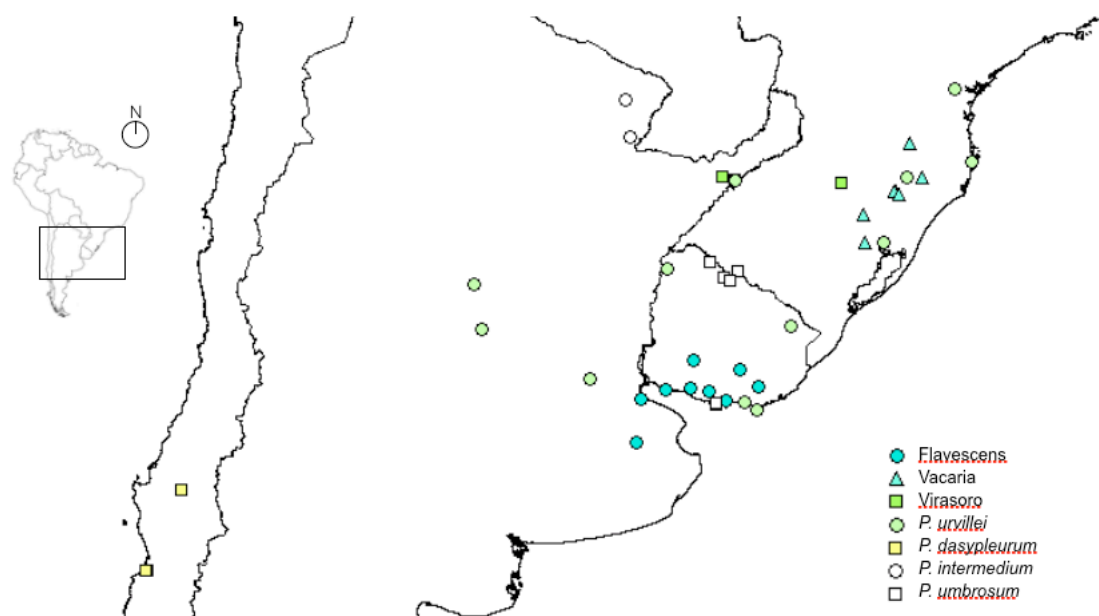 N
Flavescens
Vacaria
Virasoro
P. urvillei
P. dasypleurum
P. intermedium
P. umbrosum